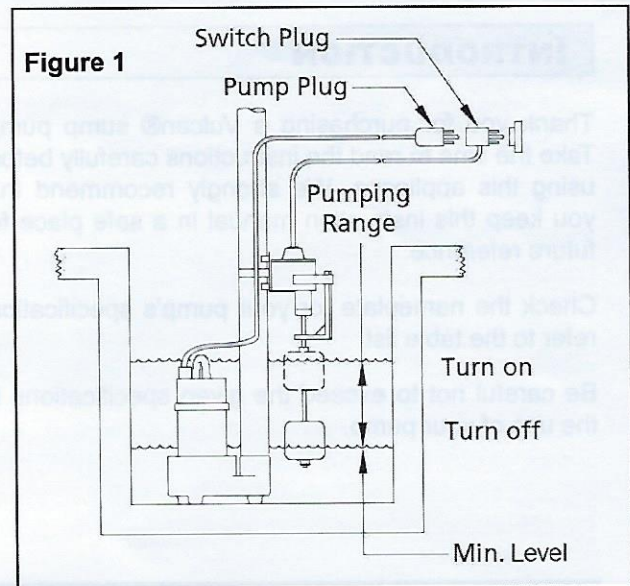 Figure 1
Switch Plug
Pump Plug
Pumping
Range
Turn on
Turn off
Min. Level